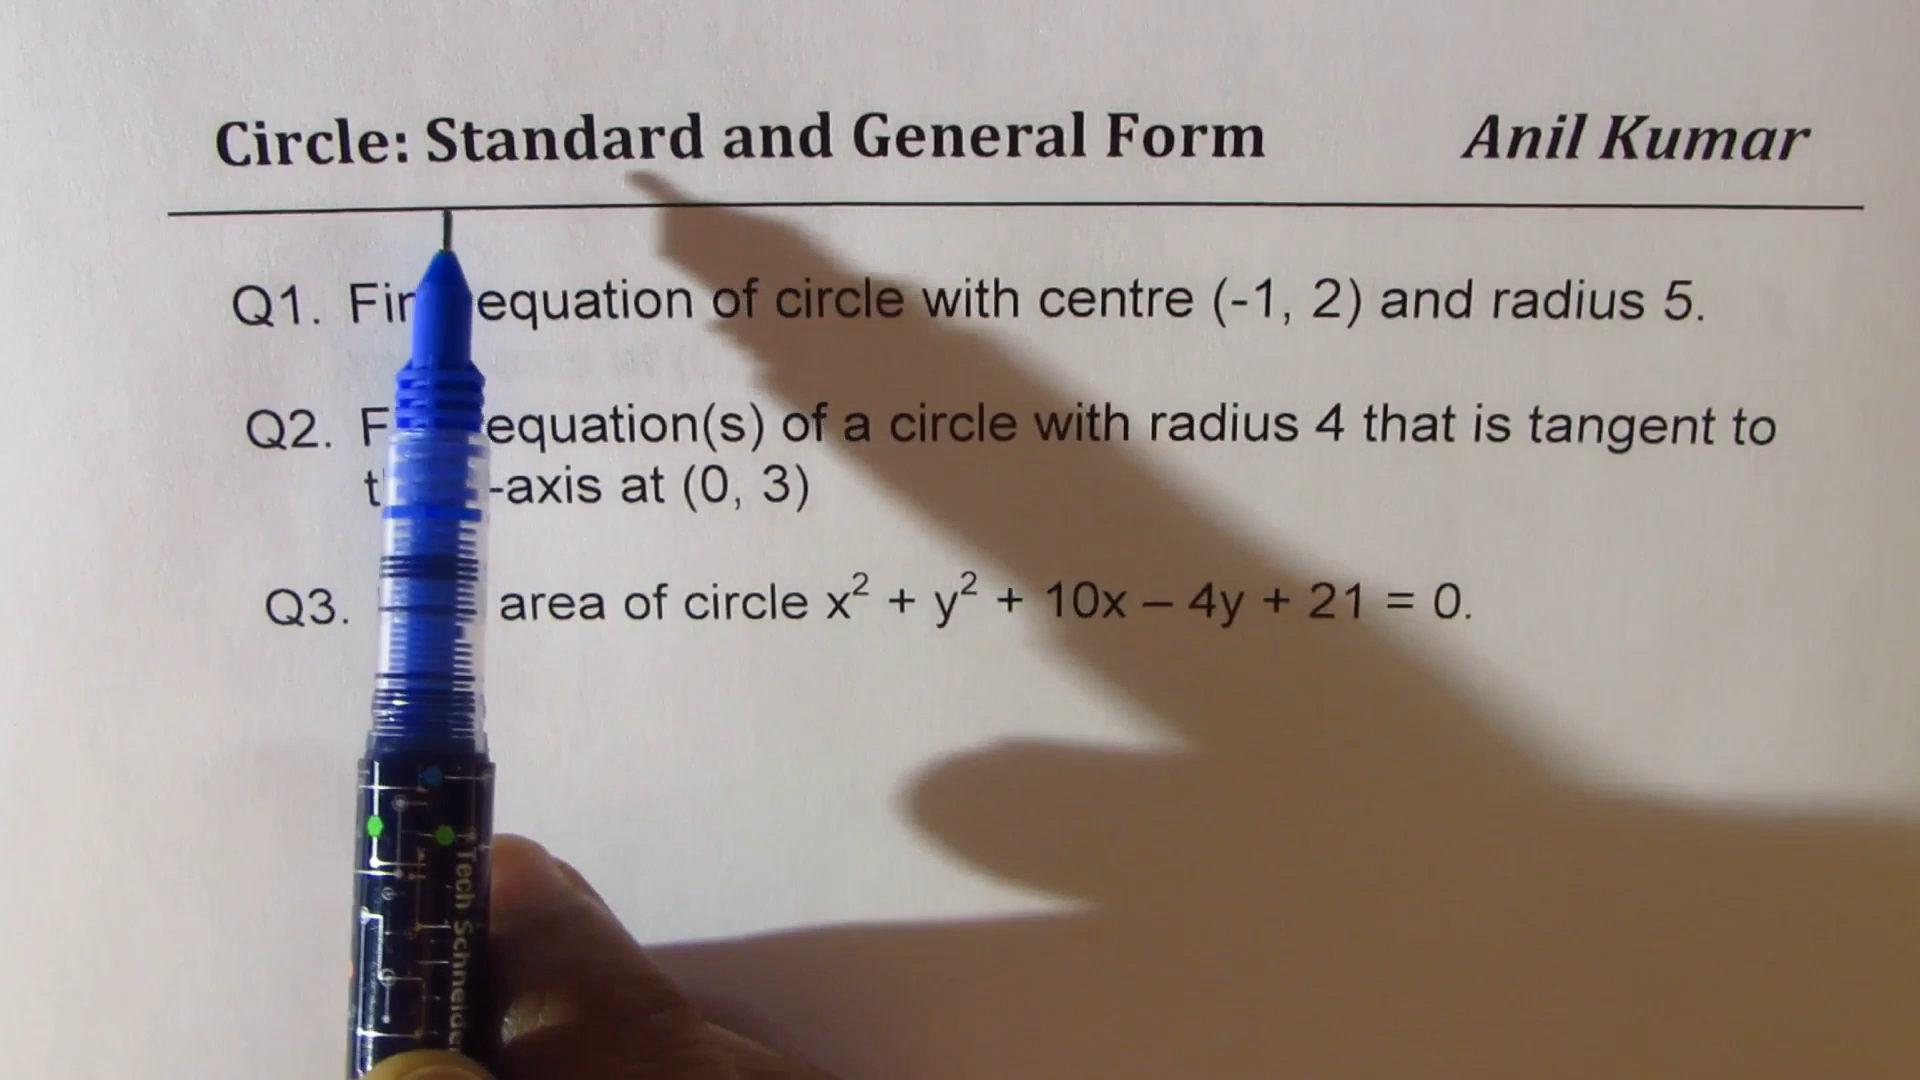 Circle: Standard and General Form Anil Kumar
Q1. equation of circle with centre (-1, 2) and radius 5.
Q2. equation(s) of a circle with radius 4 that is tangent to
-axis at (0, 3)
Q3. area of circle x² + y² + 10x – 4y + 21 = 0.
Tech Schneider